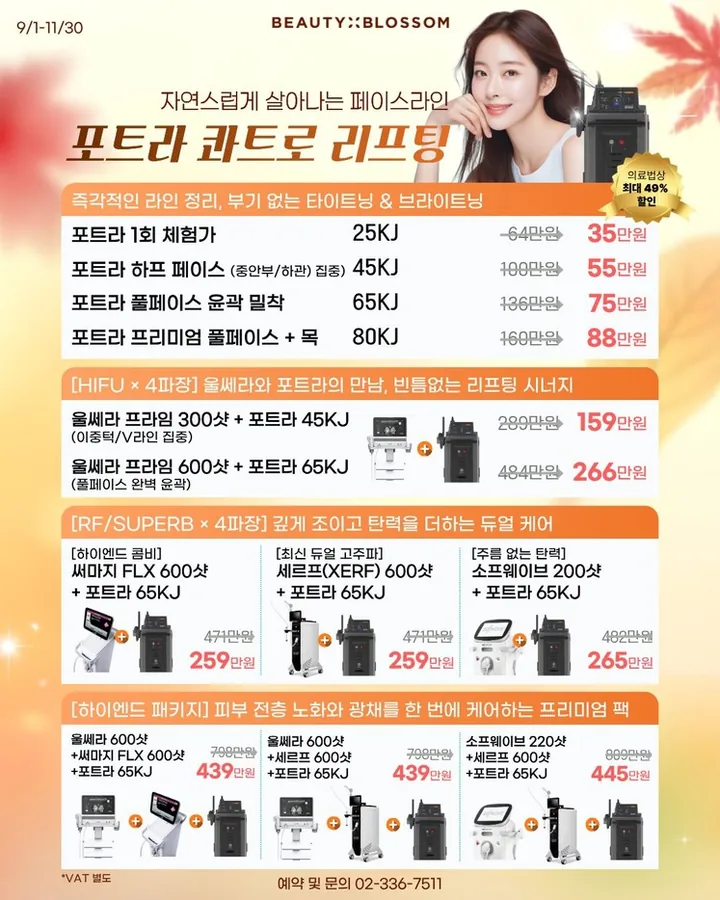 9/1-11/30
BEAUTY BLOSSOM
자연스럽게 살아나는 페이스라인
포트라 콰트로 리프팅
의료법상
최대 49%
할인
즉각적인 라인 정리, 부기 없는 타이트닝 & 브라이트닝
포트라 1회 체험가 25KJ 64만원 35만원
포트라 하프 페이스 (중안부/하관) 집중) 45KJ 100만원 55만원
포트라 풀페이스 윤곽 밀착 65KJ 136만원 75만원
포트라 프리미엄 풀페이스 + 목 80KJ 160만원 88만원
[HIFU × 4파장] 울쎄라와 포트라의 만남, 빈틈없는 리프팅 시너지
울쎄라 프라임 300샷 + 포트라 45KJ 289만원 159만원
(이중턱/V라인 집중)
울쎄라 프라임 600샷 + 포트라 65KJ 484만원 266만원
(풀페이스 완벽 윤곽)
[RF/SUPERB × 4파장] 깊게 조이고 탄력을 더하는 듀얼 케어
[하이엔드 콤비]
써마지 FLX 600샷
+ 포트라 65KJ
471만원
259만원
[최신 듀얼 고주파]
세르프(XERF) 600샷
+ 포트라 65KJ
471만원
259만원
[주름 없는 탄력]
소프웨이브 200샷
+ 포트라 65KJ
482만원
265만원
[하이엔드 패키지] 피부 전층 노화와 광채를 한 번에 케어하는 프리미엄 팩
울쎄라 600샷
+써마지 FLX 600샷 798만원
+포트라 65KJ 439만원
울쎄라 600샷
+세르프 600샷 798만원
+포트라 65KJ 439만원
소프웨이브 220샷
+세르프 600샷 809만원
+포트라 65KJ 445만원
*VAT 별도
예약 및 문의 02-336-7511